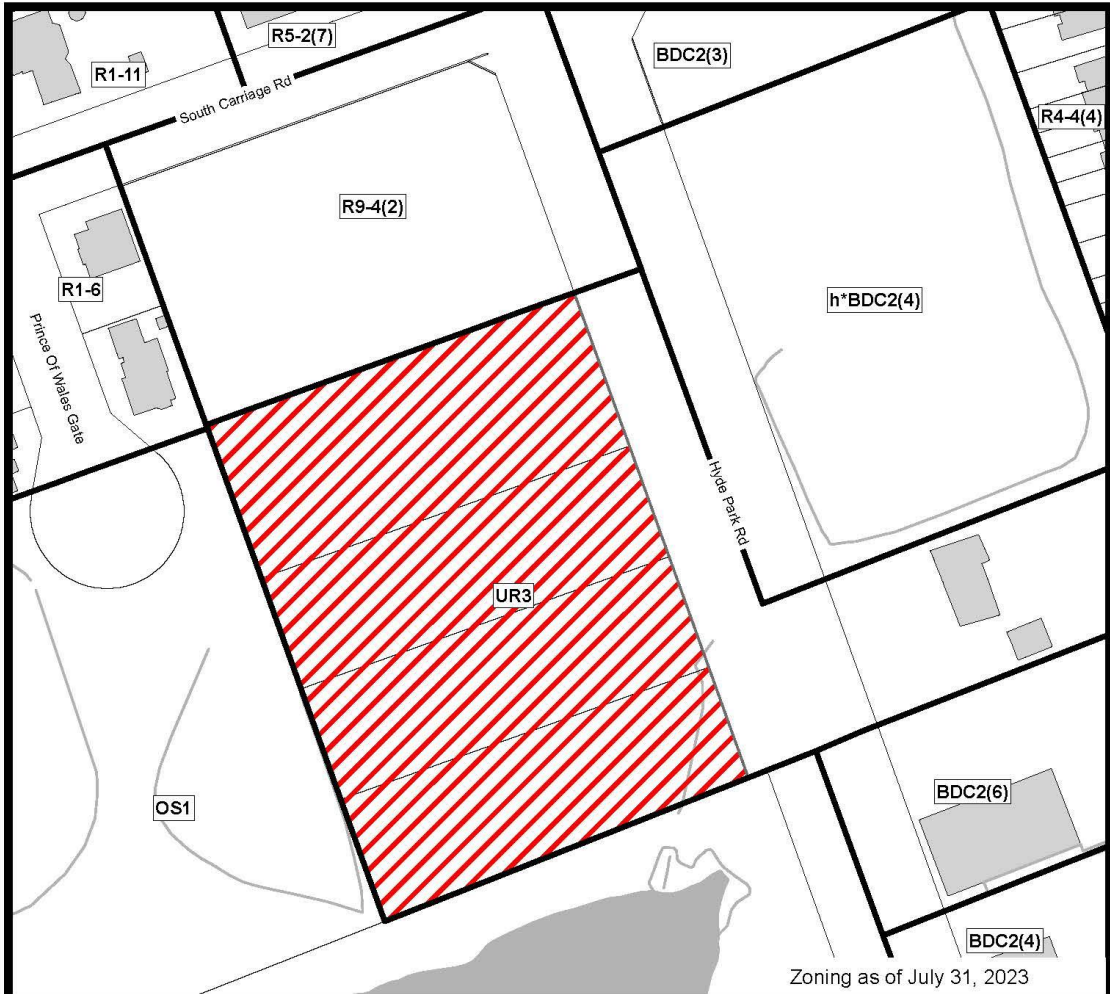 R5-2(7)
BDC2(3)
R1-11
South Carriage Rd
R4-4(4)
R9-4(2)
R1-6
h*BDC2(4)
Prince Of Wales Gate
Hyde Park Rd
UR3
BDC2(6)
OS1
BDC2(4)
Zoning as of July 31, 2023